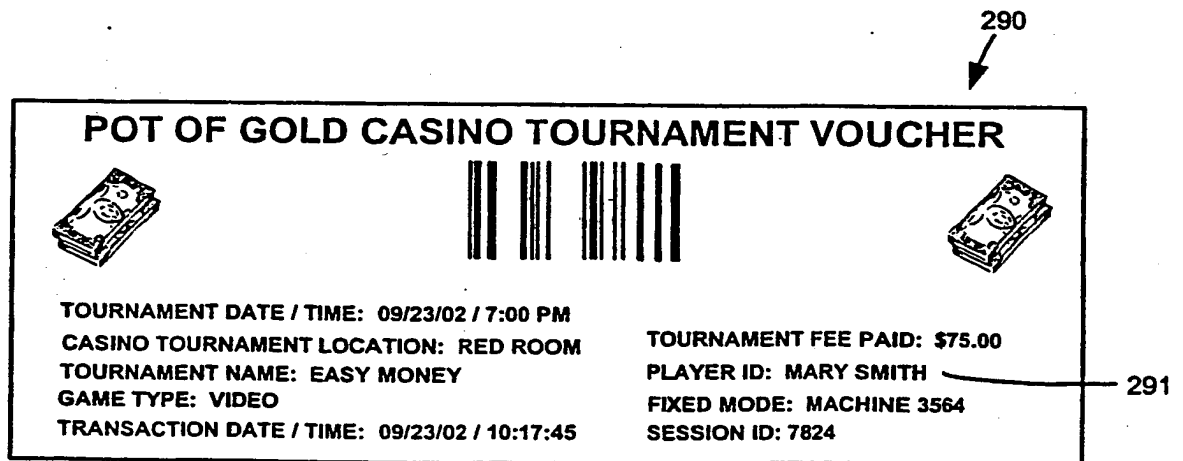 290
POT OF GOLD CASINO TOURNAMENT VOUCHER
TOURNAMENT DATE / TIME: 09/23/02 / 7:00 PM
CASINO TOURNAMENT LOCATION: RED ROOM
TOURNAMENT NAME: EASY MONEY
GAME TYPE: VIDEO
TRANSACTION DATE / TIME: 09/23/02 / 10:17:45
TOURNAMENT FEE PAID: $75.00
PLAYER ID: MARY SMITH
291
FIXED MODE: MACHINE 3564
SESSION ID: 7824